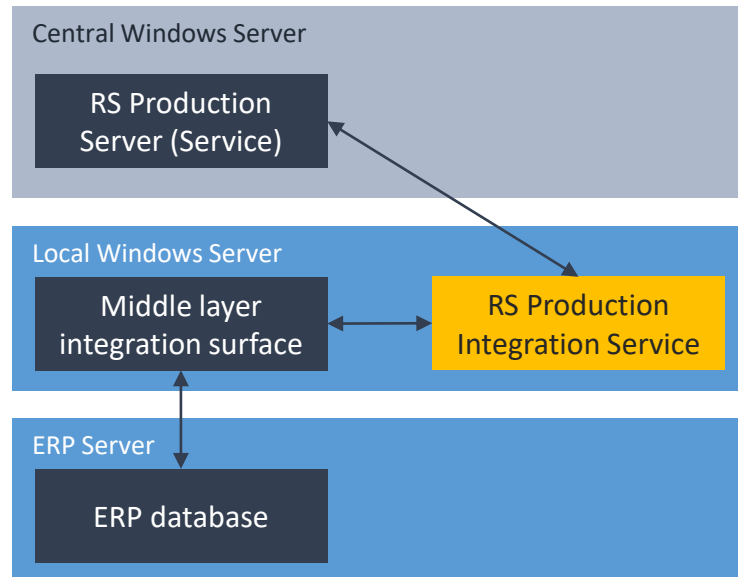 Central Windows Server
RS Production
Server (Service)
Local Windows Server
Middle layer
integration surface
RS Production
Integration Service
ERP Server
ERP database